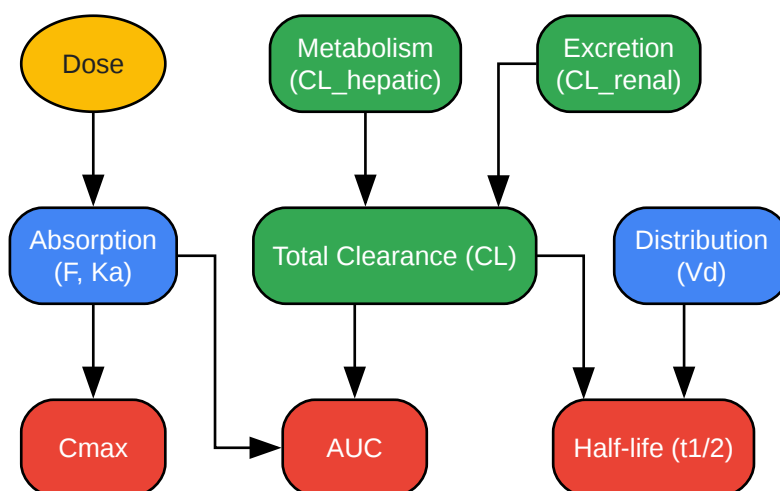 Dose
Metabolism
(CL_hepatic)
Excretion
(CL_renal)
Absorption
(F, Ka)
Total Clearance (CL)
Distribution
(Vd)
Cmax
AUC
Half-life (t1/2)